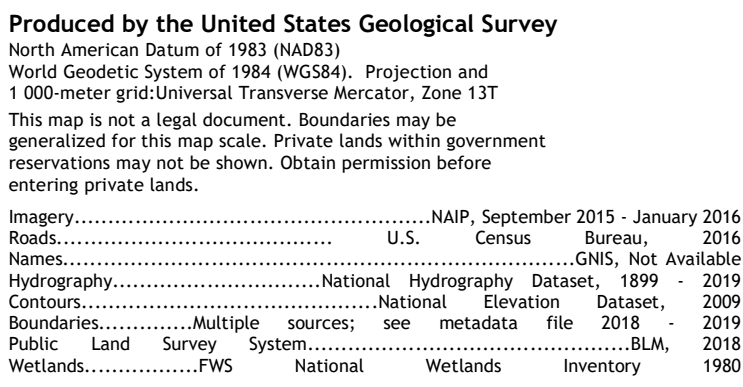 Produced by the United States Geological Survey
North American Datum of 1983 (NAD83)
World Geodetic System of 1984 (WGS84).  Projection and
1 000-meter grid:Universal Transverse Mercator, Zone 13T
This map is not a legal document. Boundaries may be
generalized for this map scale. Private lands within government
reservations may not be shown. Obtain permission before
entering private lands.
Imagery.....................................................NAIP, September 2015 - January 2016
Roads......................................... U.S. Census Bureau, 2016
Names............................................................................GNIS, Not Available
Hydrography...............................National Hydrography Dataset, 1899 - 2019
Contours............................................National Elevation Dataset, 2009
Boundaries..............Multiple sources; see metadata file 2018 - 2019
Public Land Survey System................................................BLM, 2018
Wetlands.................FWS National Wetlands Inventory 1980